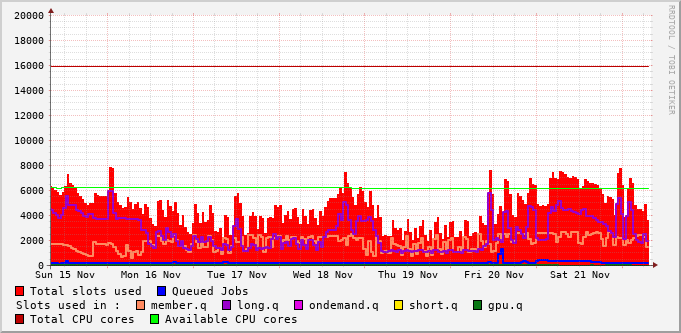 RRDTOOL / TOBI OETIKER
20000
18000
16000
14000
12000
10000
8000
6000
4000
2000
0
Sun 15 Nov Mon 16 Nov Tue 17 Nov Wed 18 Nov Thu 19 Nov Fri 20 Nov Sat 21 Nov
Total slots used Queued Jobs
Slots used in : member.q long.q ondemand.q short.q gpu.q
Total CPU cores Available CPU cores